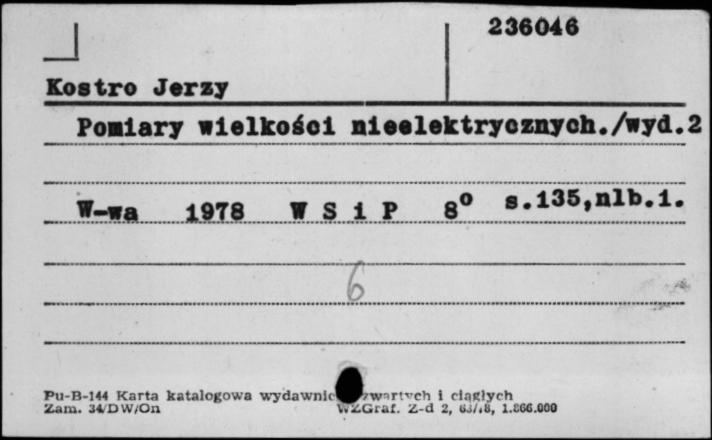 236046
Kostro Jerzy
Pomiary wielkości nieelektrycznych./wyd.2
W-wa 1978 W S i P 8º s.135,nlb.1.
6
Pu-B-144 Karta katalogowa wydawnic zwartych i ciągłych
Zam. 34/DW/On WZGraf. Z-d 2, 1.866.000